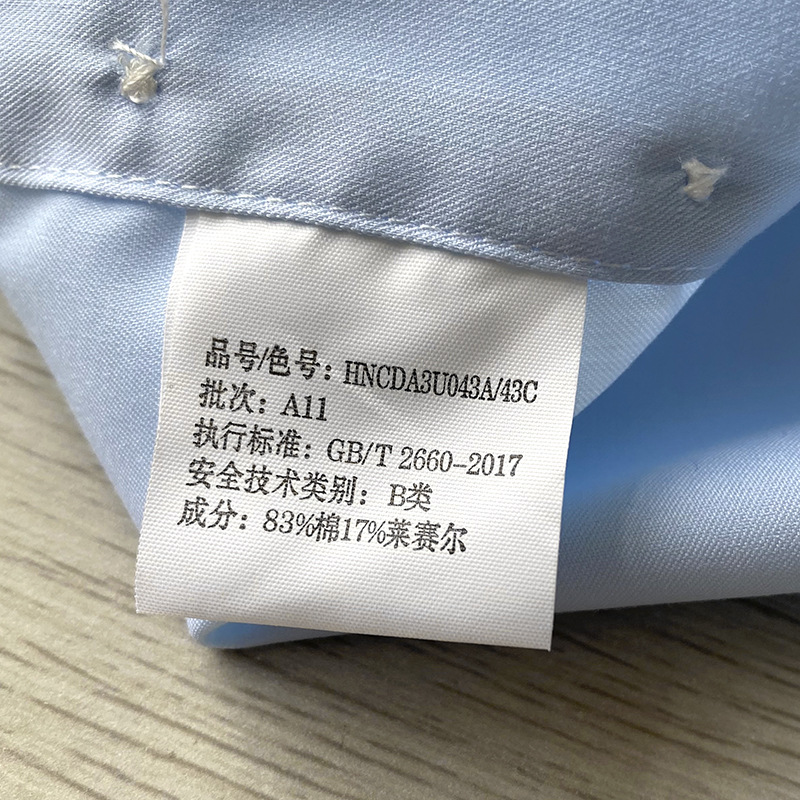 品号/色号：HNCDA3U043A/43C
批次：A11
执行标准：GB/T 2660-2017
安全技术类别：B类
成分：83%棉17%莱赛尔